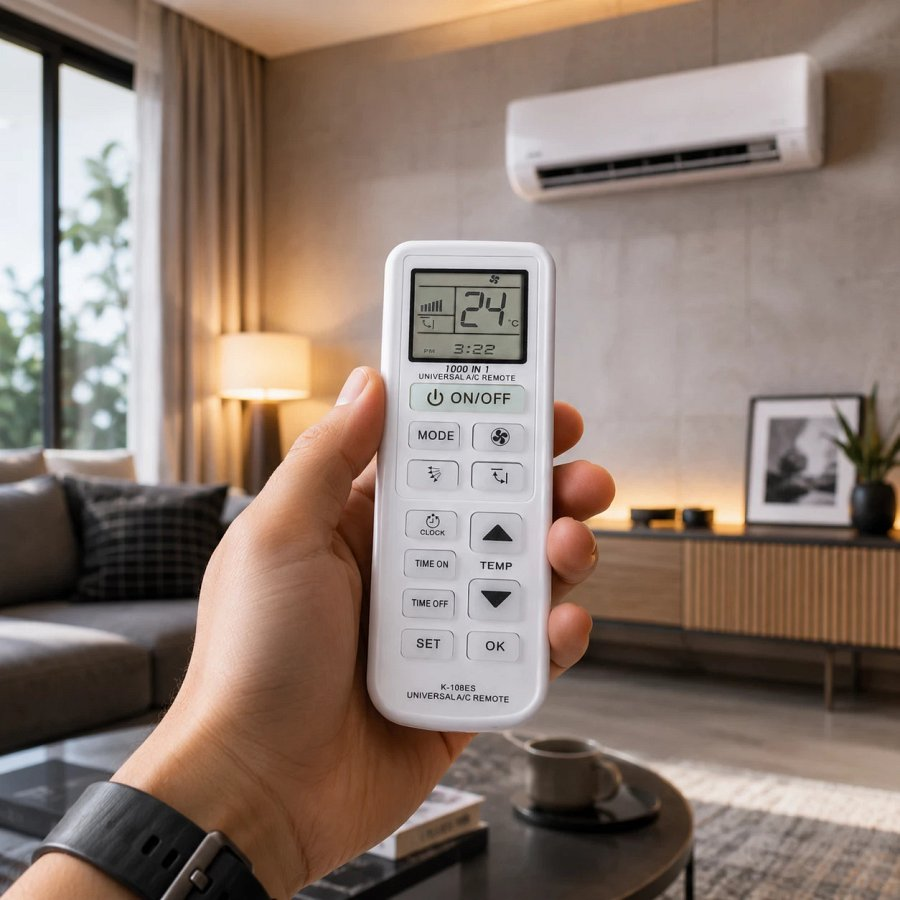 24 °C
PM 3:22
1000 IN 1
UNIVERSAL A/C REMOTE
ON/OFF
MODE
CLOCK
TEMP
TIME ON
TIME OFF
SET
OK
K-108ES
UNIVERSAL A/C REMOTE